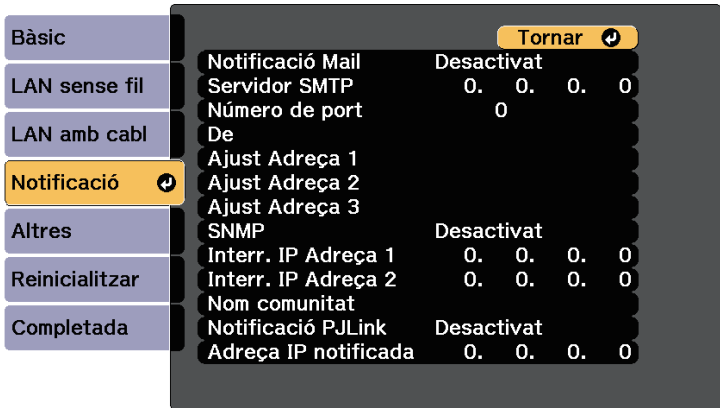 Bàsic
LAN sense fil
LAN amb cabl
Notificació
Altres
Reinicialitzar
Completada
Tornar
Notificació Mail Desactivat
Servidor SMTP 0. 0. 0. 0
Número de port 0
De
Ajust Adreça 1
Ajust Adreça 2
Ajust Adreça 3
SNMP Desactivat
Interr. IP Adreça 1 0. 0. 0. 0
Interr. IP Adreça 2 0. 0. 0. 0
Nom comunitat
Notificació PJLink Desactivat
Adreça IP notificada 0. 0. 0. 0